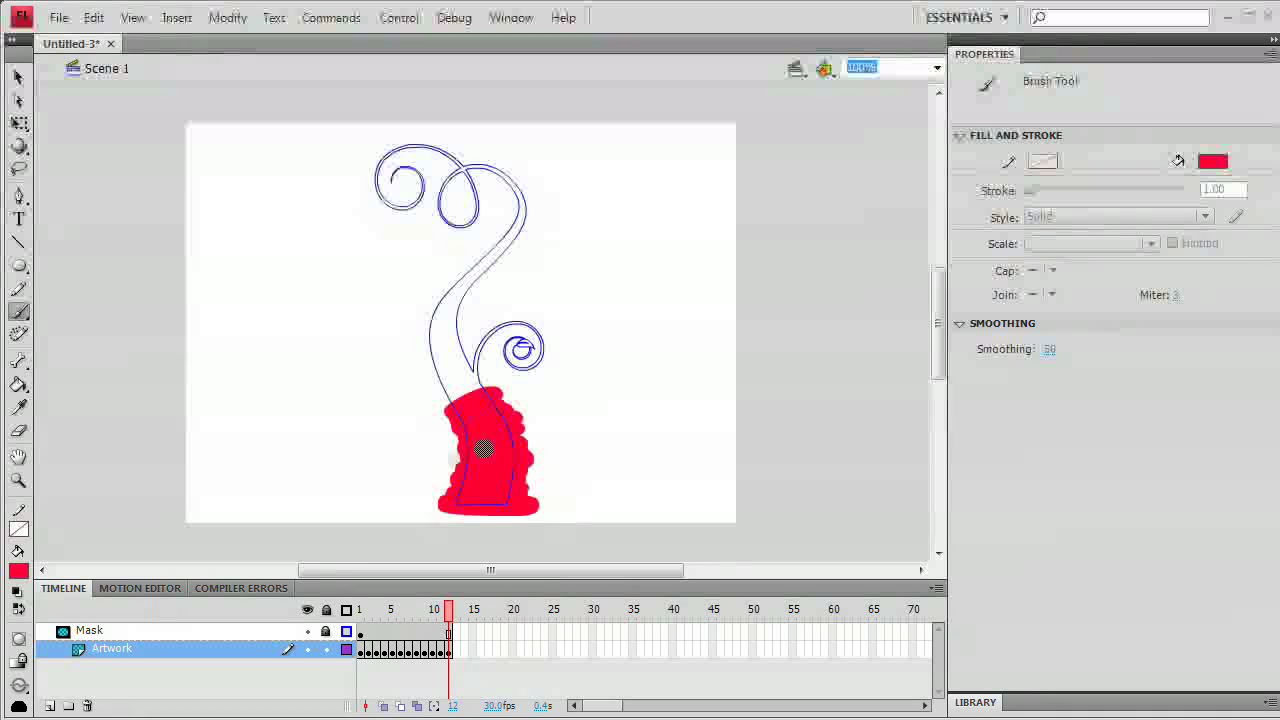 FL File Edit View Insert Modify Text Commands Control Debug Window Help ESSENTIALS
Untitled-3*
Scene 1 100%
PROPERTIES
Brush Tool
FILL AND STROKE
Stroke: 1.00
Style: Solid
Scale: Hinting
Cap:
Join: Miter: 3
SMOOTHING
Smoothing: 50
T
TIMELINE MOTION EDITOR COMPILER ERRORS
1 5 10 15 20 25 30 35 40 45 50 55 60 65 70
Mask
Artwork
12 30.0fps 0.4s
LIBRARY